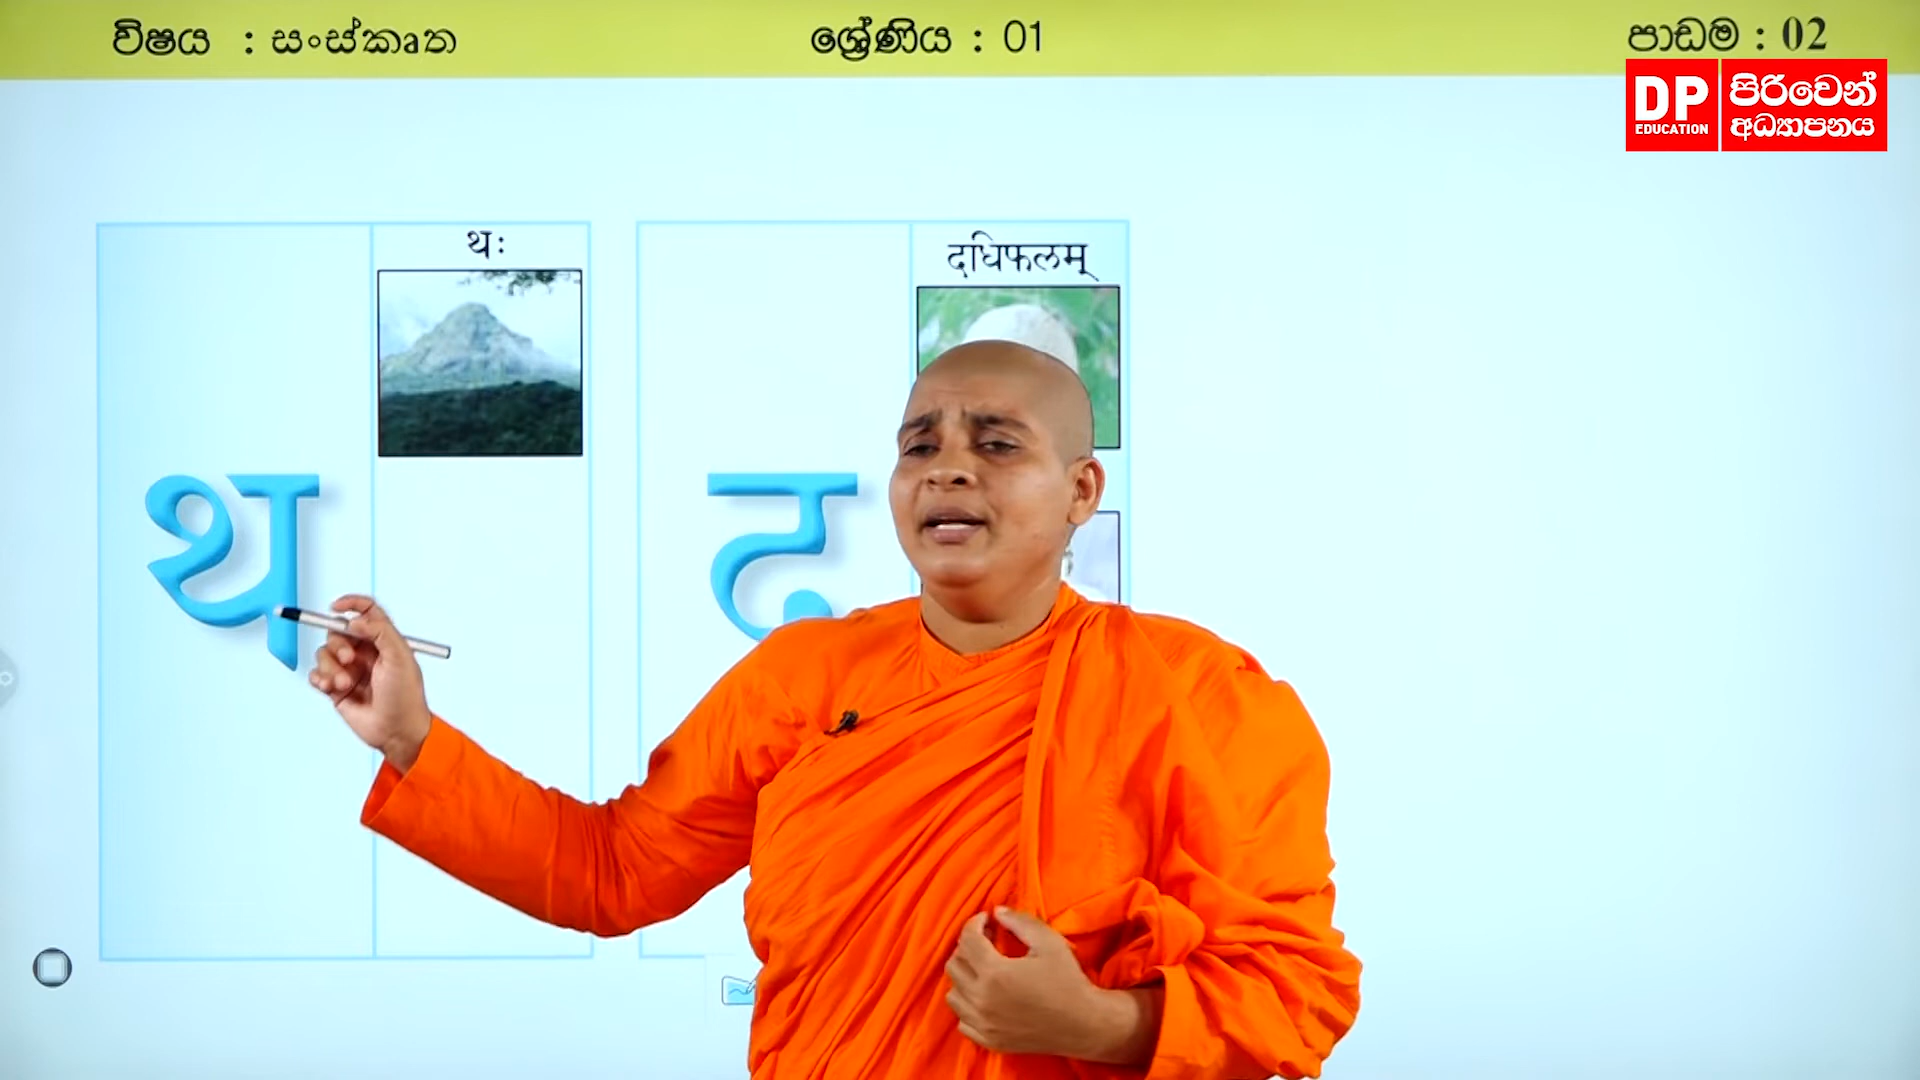 විෂය : සංස්කෘත
ශ්‍රේණිය : 01
පාඩම : 02
DP
EDUCATION
පිරිවෙන්
අධ්‍යාපනය
थः
दधिफलम्
थ
द